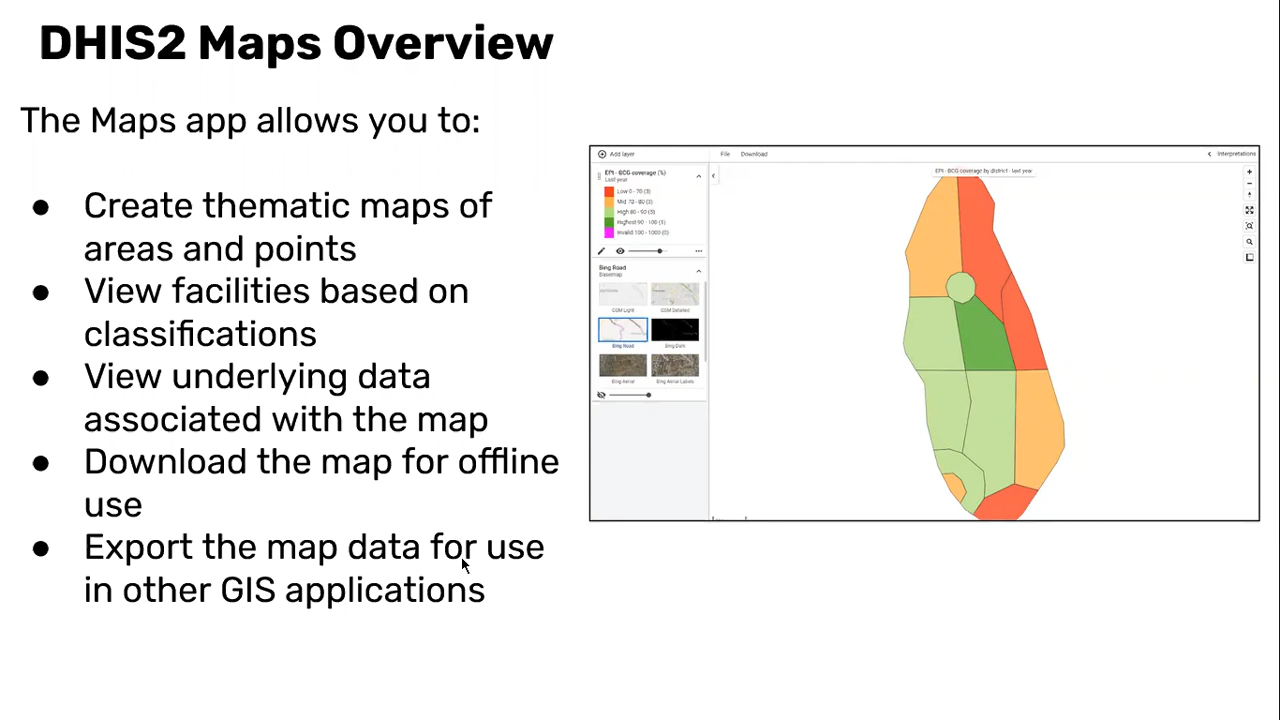 DHIS2 Maps Overview
The Maps app allows you to:
● Create thematic maps of
areas and points
● View facilities based on
classifications
● View underlying data
associated with the map
● Download the map for offline
use
● Export the map data for use
in other GIS applications
Add layer
File Download
Interpretations
EPI - BCG coverage (%)
Last year
Low 0 - 70 (3)
Mid 70 - 80 (3)
High 80 - 90 (5)
Highest 90 - 100 (1)
Invalid 100 - 1000 (0)
EPI - BCG coverage by district - last year
Bing Road
Basemap
OSM Light
OSM Detailed
Bing Road
Bing Dark
Bing Aerial
Bing Aerial Labels